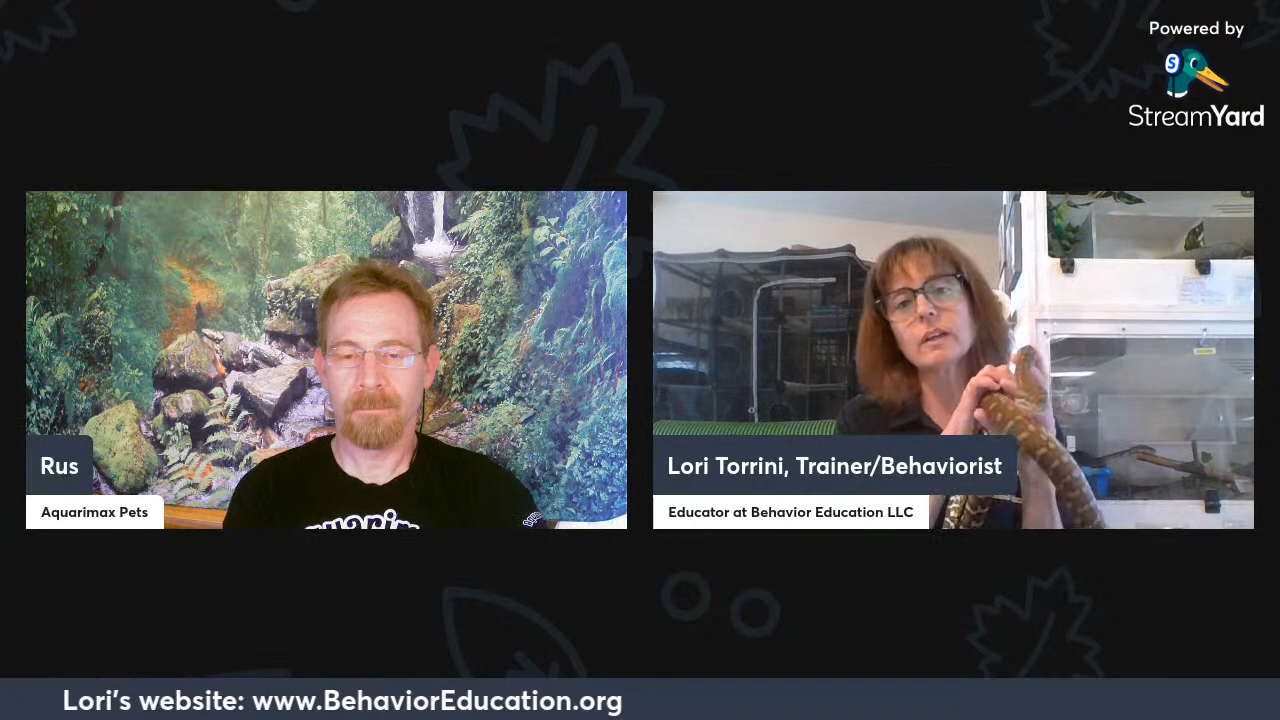 Powered by
S
StreamYard
Rus
Aquarimax Pets
Lori Torrini, Trainer/Behaviorist
Educator at Behavior Education LLC
Lori's website: www.BehaviorEducation.org